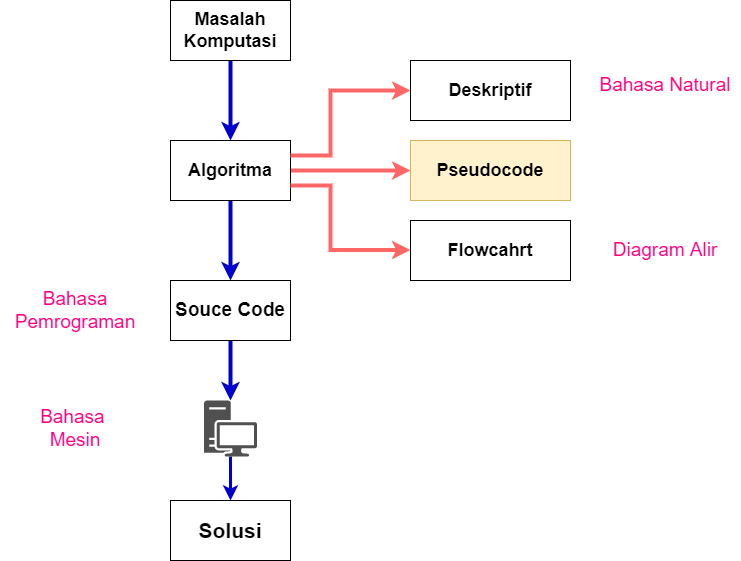 Masalah
Komputasi
Deskriptif
Bahasa Natural
Algoritma
Pseudocode
Flowcahrt
Diagram Alir
Bahasa
Pemrograman
Souce Code
Bahasa
Mesin
Solusi